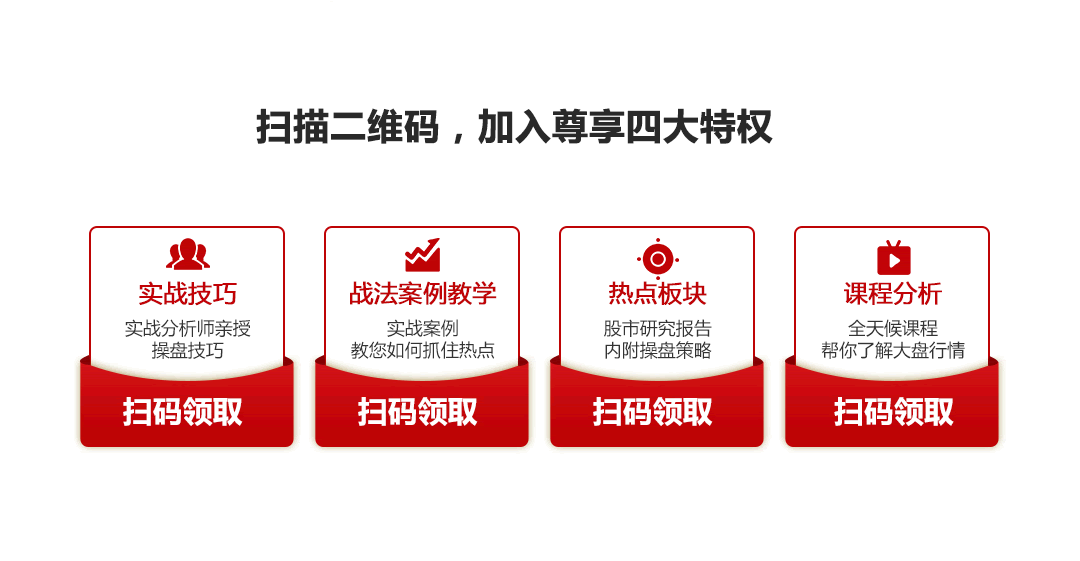 扫描二维码，加入尊享四大特权
实战技巧
实战分析师亲授
操盘技巧
扫码领取
战法案例教学
实战案例
教您如何抓住热点
扫码领取
热点板块
股市研究报告
内附操盘策略
扫码领取
课程分析
全天候课程
帮你了解大盘行情
扫码领取